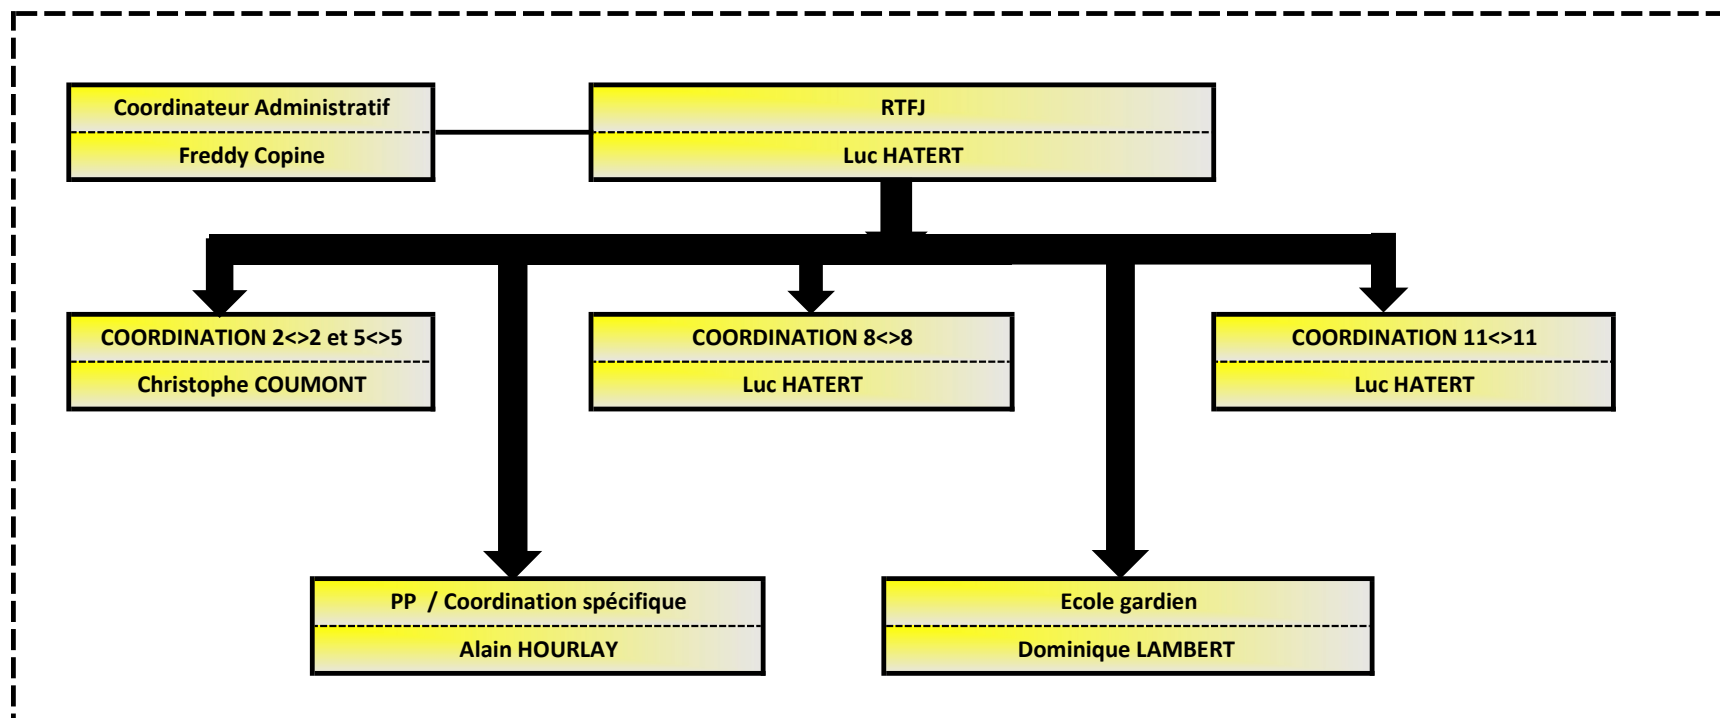 Coordinateur Administratif
Freddy Copine
RTFJ
Luc HATERT
COORDINATION 2<>2 et 5<>5
Christophe COUMONT
COORDINATION 8<>8
Luc HATERT
COORDINATION 11<>11
Luc HATERT
PP / Coordination spécifique
Alain HOURLAY
Ecole gardien
Dominique LAMBERT